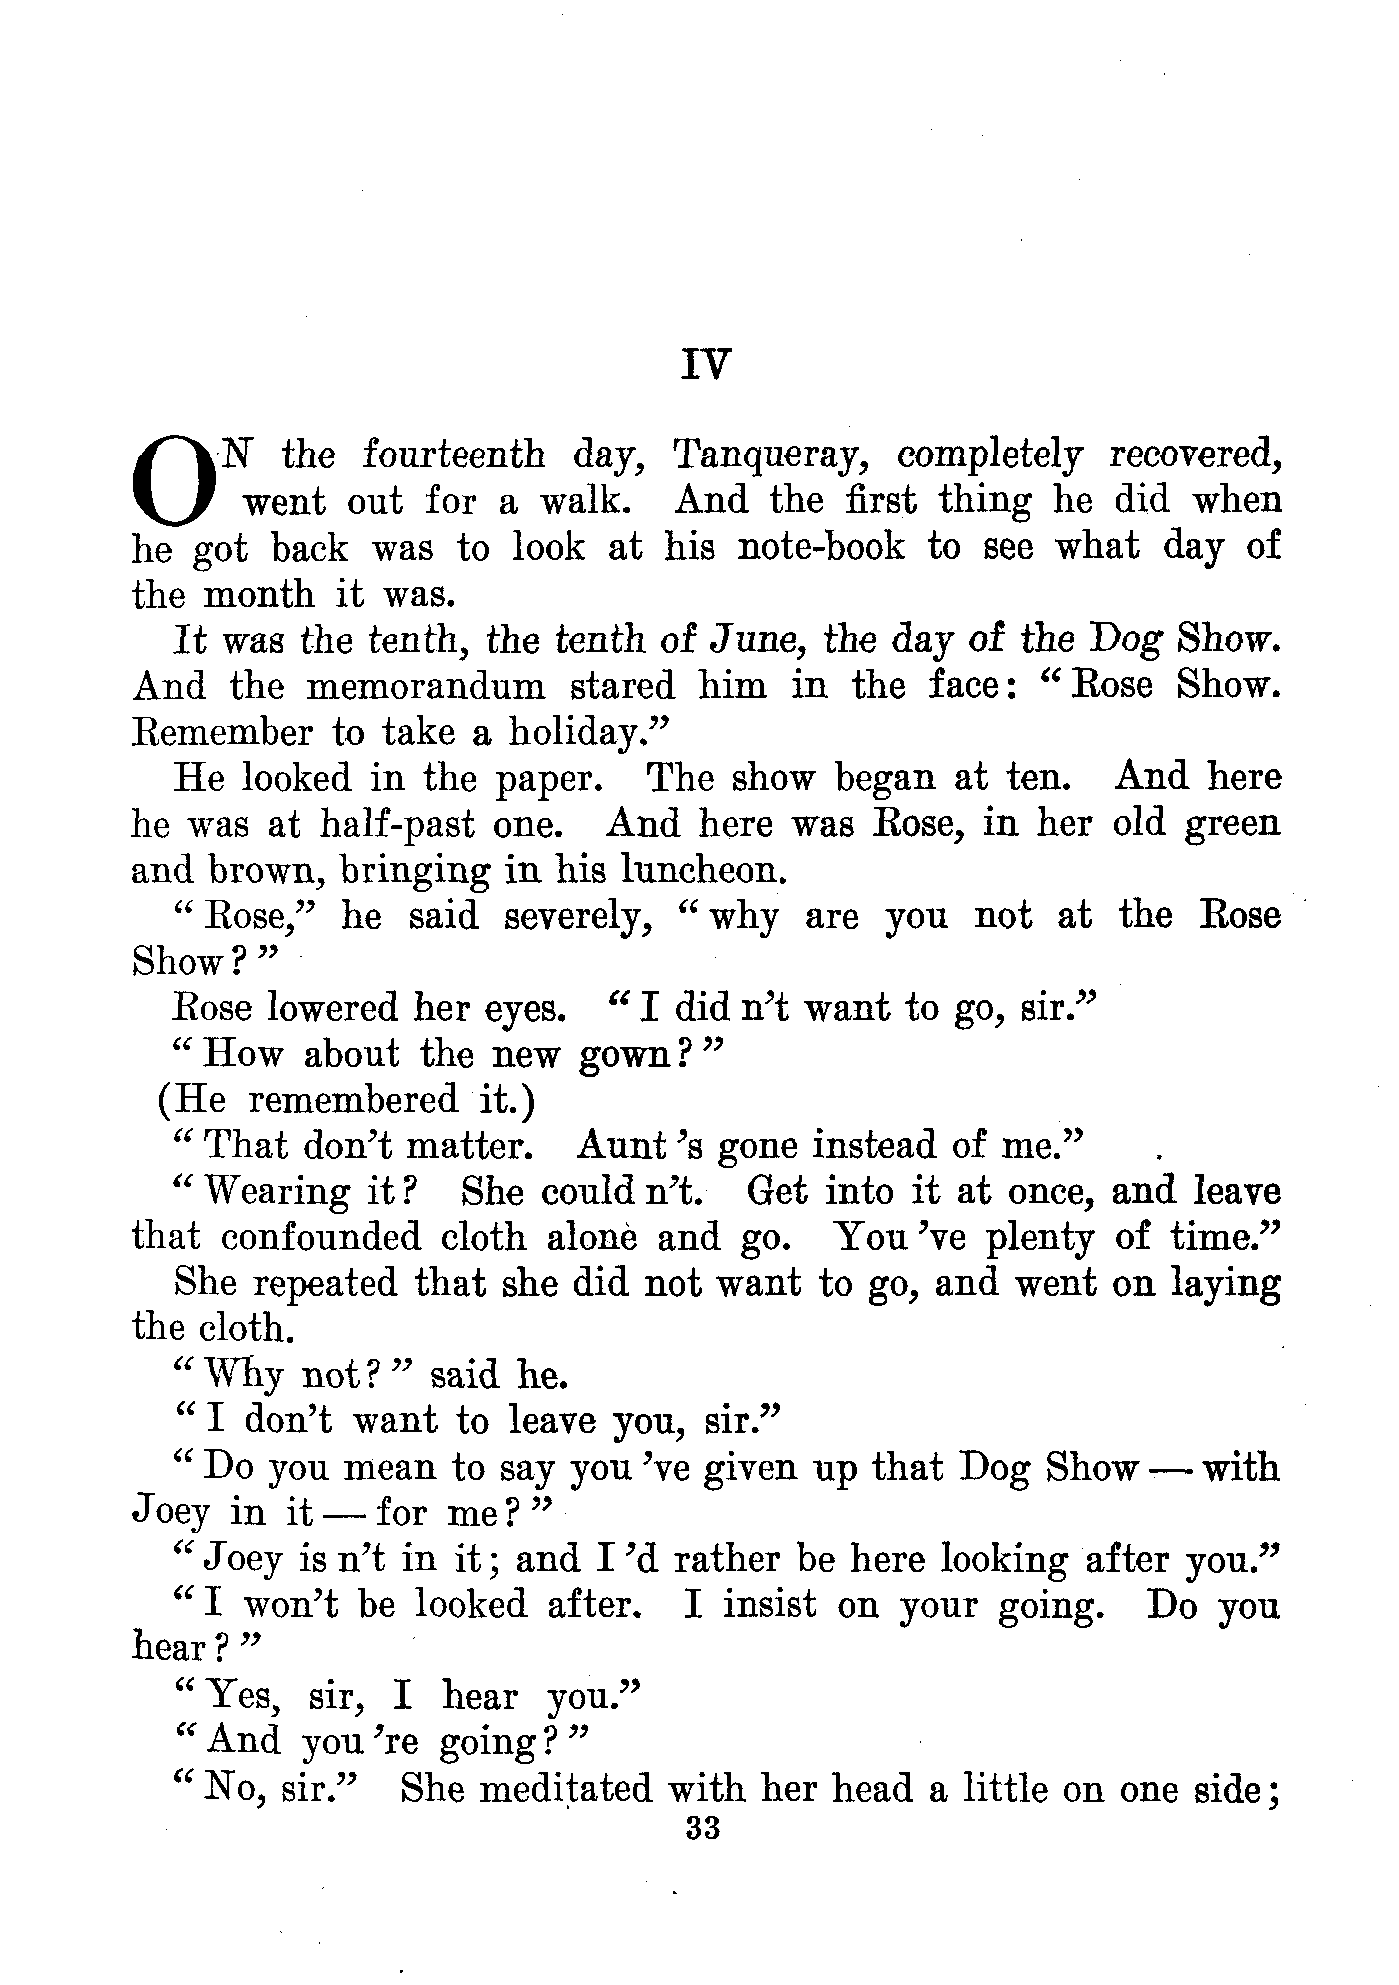 IV
ON the fourteenth day, Tanqueray, completely recovered,
went out for a walk. And the first thing he did when
he got back was to look at his note-book to see what day of
the month it was.
It was the tenth, the tenth of June, the day of the Dog Show.
And the memorandum stared him in the face: “Rose Show.
Remember to take a holiday.”
He looked in the paper. The show began at ten. And here
he was at half-past one. And here was Rose, in her old green
and brown, bringing in his luncheon.
“Rose,” he said severely, “why are you not at the Rose
Show?”
Rose lowered her eyes. “I did n’t want to go, sir.”
“How about the new gown?”
(He remembered it.)
“That don’t matter. Aunt ’s gone instead of me.”
“Wearing it? She could n’t. Get into it at once, and leave
that confounded cloth alone and go. You ’ve plenty of time.”
She repeated that she did not want to go, and went on laying
the cloth.
“Why not?” said he.
“I don’t want to leave you, sir.”
“Do you mean to say you ’ve given up that Dog Show — with
Joey in it — for me?”
“Joey is n’t in it; and I ’d rather be here looking after you.”
“I won’t be looked after. I insist on your going. Do you
hear?”
“Yes, sir, I hear you.”
“And you ’re going?”
“No, sir.” She meditated with her head a little on one side;
33